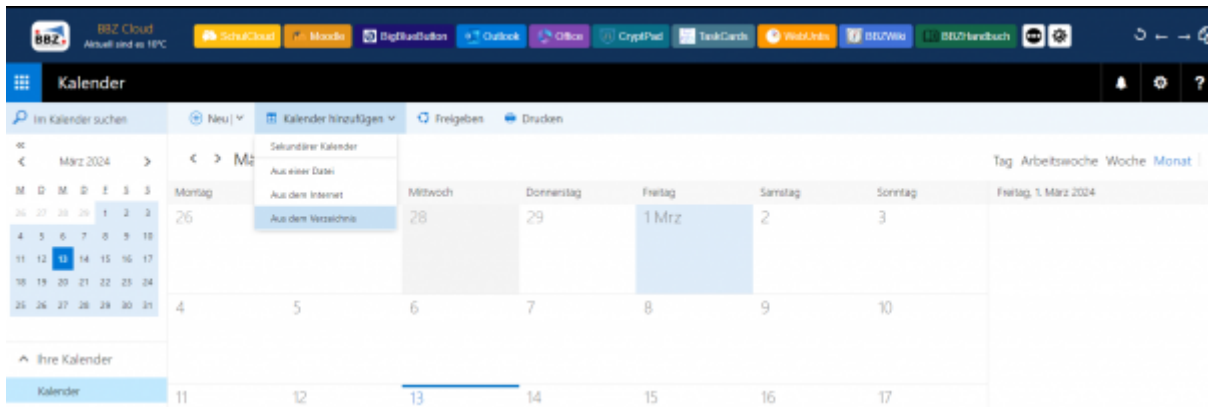 BBZ Cloud
BBZ. Aktuell sind es 10°C
SchulCloud Moodle BigBlueButton Outlook Office CryptPad TaskCards WebUntis BBZWiki BBZHandbuch
Kalender
?
Im Kalender suchen Neu Kalender hinzufügen Freigeben Drucken
Sekundärer Kalender
Aus einer Datei
Aus dem Internet
Aus dem Verzeichnis
März 2024
Tag Arbeitswoche Woche Monat
M D M D F S S
26 27 28 29 1 2 3
4 5 6 7 8 9 10
11 12 13 14 15 16 17
18 19 20 21 22 23 24
25 26 27 28 29 30 31
Montag Mittwoch Donnerstag Freitag Samstag Sonntag Freitag, 1. März 2024
26 28 29 1 Mrz 2 3
4 5 6 7 8 9 10
11 12 13 14 15 16 17
Ihre Kalender
Kalender